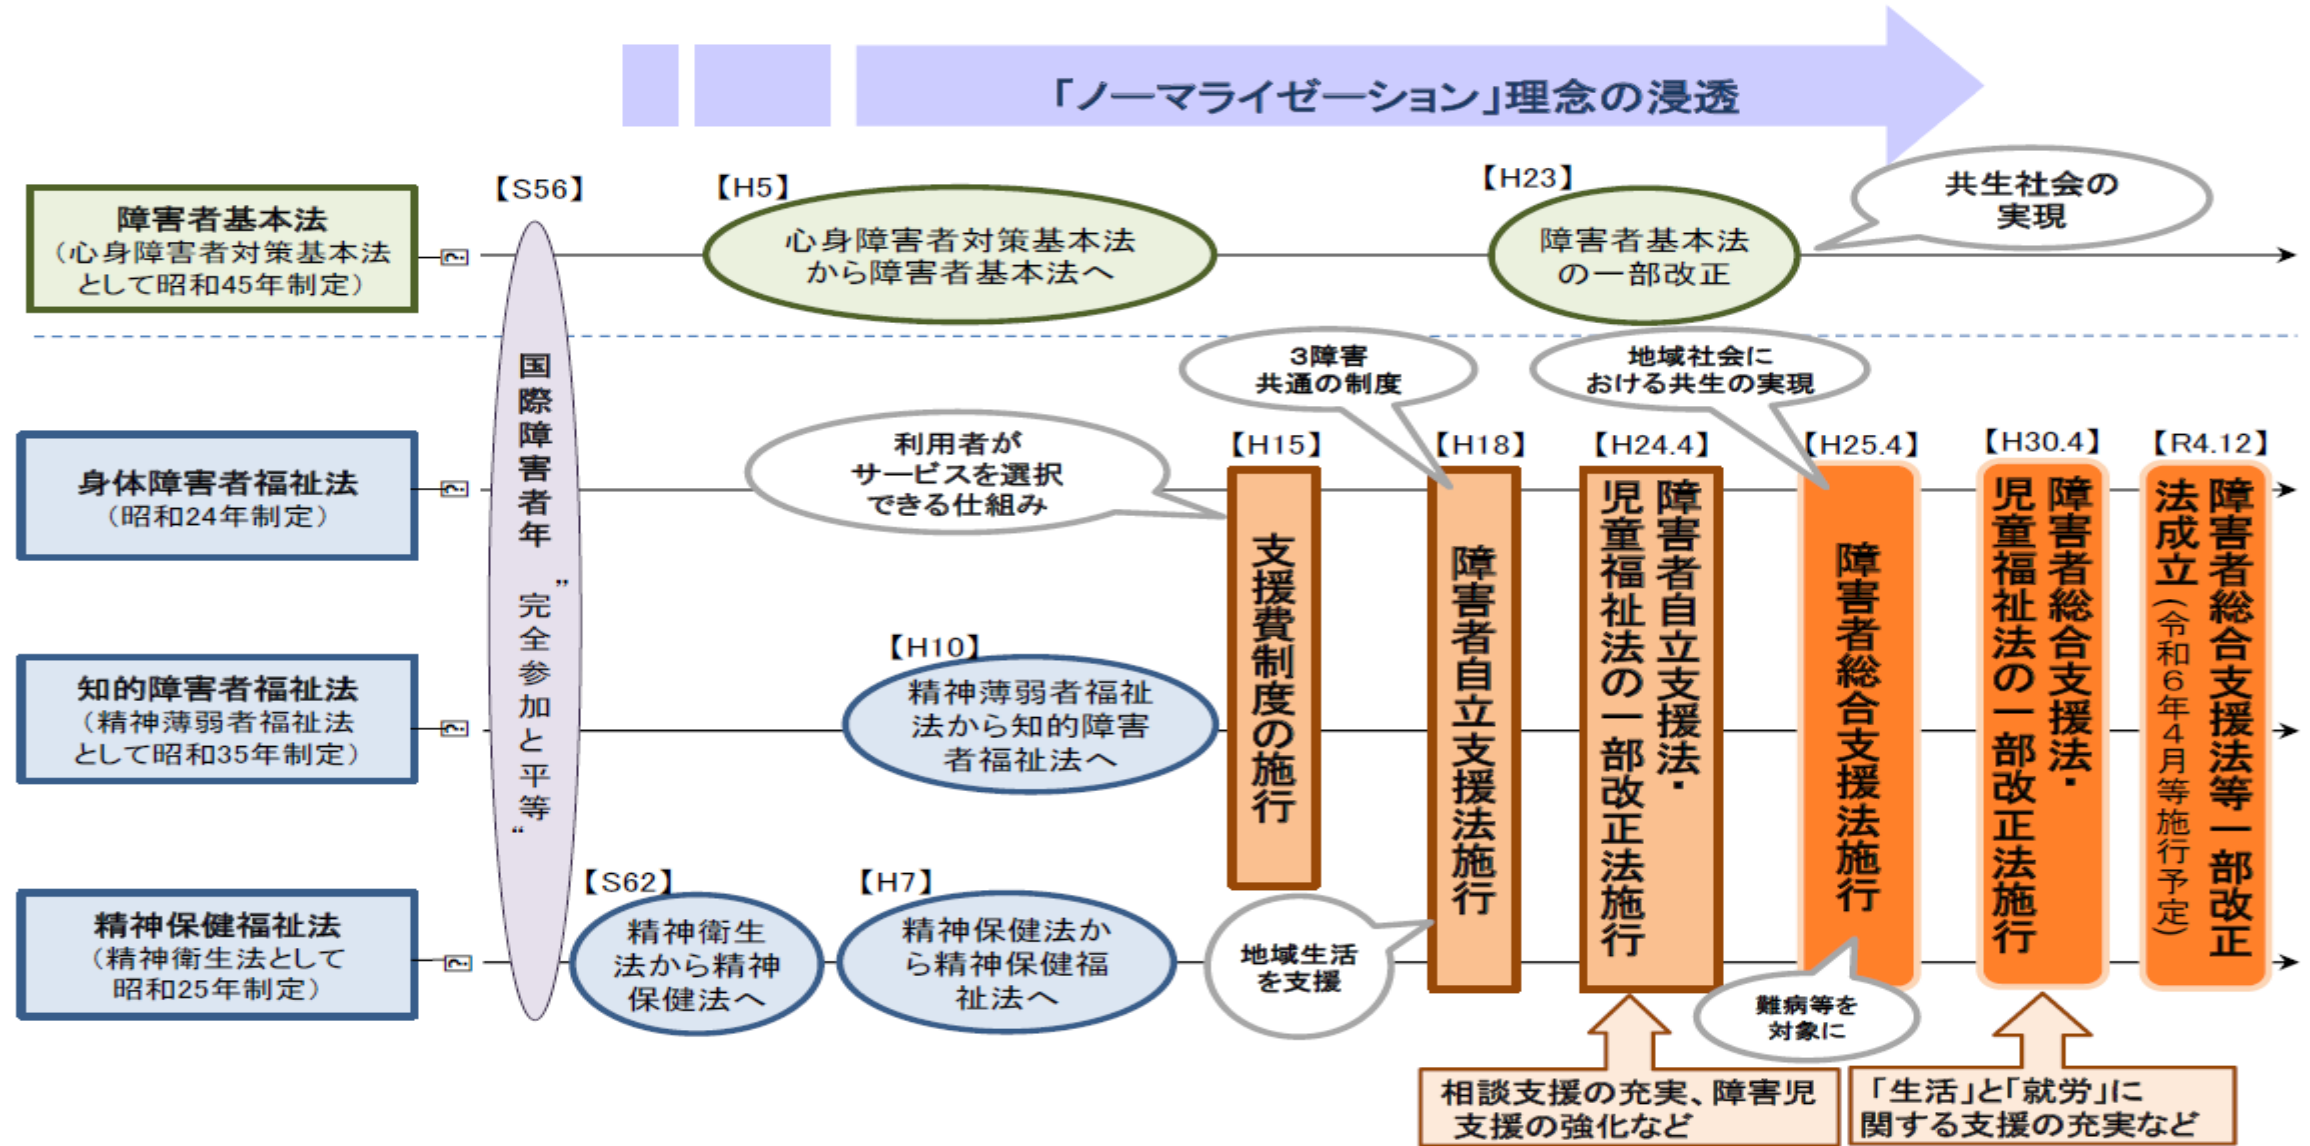 「ノーマライゼーション」理念の浸透
障害者基本法
（心身障害者対策基本法
として昭和45年制定）
【S56】
【H5】
心身障害者対策基本法
から障害者基本法へ
【H23】
障害者基本法
の一部改正
共生社会の
実現
国際障害者年 “完全参加と平等”
3障害
共通の制度
地域社会に
おける共生の実現
身体障害者福祉法
（昭和24年制定）
利用者が
サービスを選択
できる仕組み
【H15】
支援費制度の施行
【H18】
障害者自立支援法施行
【H24.4】
障害者自立支援法・
児童福祉法の一部改正法施行
【H25.4】
障害者総合支援法施行
【H30.4】
障害者総合支援法・
児童福祉法の一部改正法施行
【R4.12】
障害者総合支援法等一部改正
法成立（令和6年4月等施行予定）
知的障害者福祉法
（精神薄弱者福祉法
として昭和35年制定）
【H10】
精神薄弱者福祉
法から知的障害
者福祉法へ
精神保健福祉法
（精神衛生法として
昭和25年制定）
【S62】
精神衛生
法から精神
保健法へ
【H7】
精神保健法か
ら精神保健福
祉法へ
地域生活
を支援
難病等を
対象に
相談支援の充実、障害児
支援の強化など
「生活」と「就労」に
関する支援の充実など